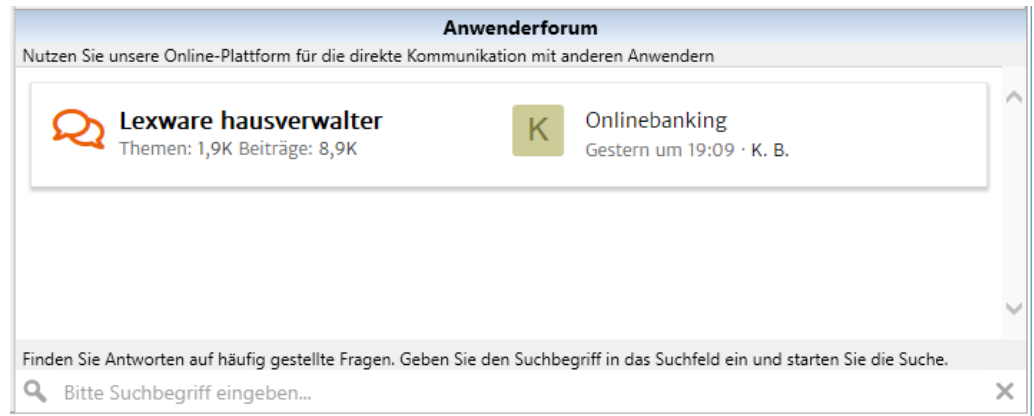 Anwenderforum
Nutzen Sie unsere Online-Plattform für die direkte Kommunikation mit anderen Anwendern
Lexware hausverwalter
Themen: 1,9K Beiträge: 8,9K
K
Onlinebanking
Gestern um 19:09 · K. B.
Finden Sie Antworten auf häufig gestellte Fragen. Geben Sie den Suchbegriff in das Suchfeld ein und starten Sie die Suche.
Bitte Suchbegriff eingeben...